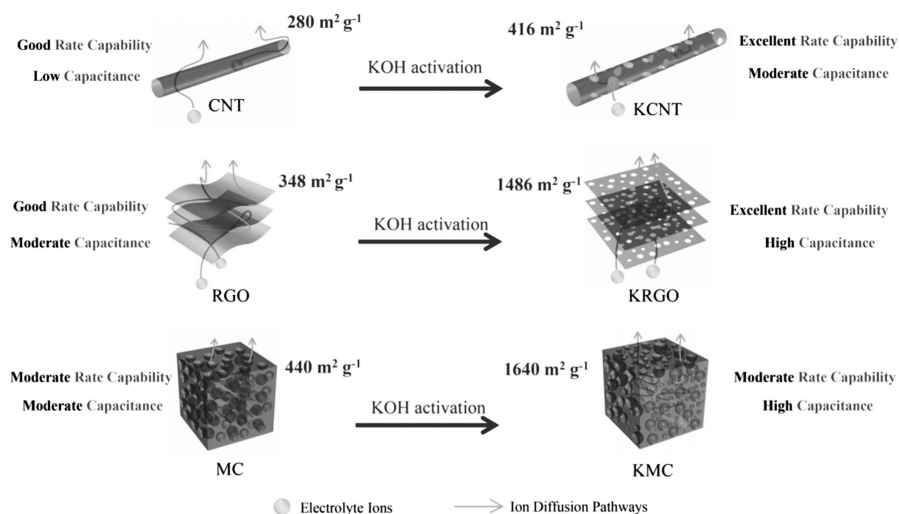 280 m² g⁻¹
416 m² g⁻¹
Good Rate Capability
Low Capacitance
KOH activation
Excellent Rate Capability
Moderate Capacitance
CNT
KCNT
348 m² g⁻¹
1486 m² g⁻¹
Good Rate Capability
Moderate Capacitance
KOH activation
Excellent Rate Capability
High Capacitance
RGO
KRGO
440 m² g⁻¹
1640 m² g⁻¹
Moderate Rate Capability
Moderate Capacitance
KOH activation
Moderate Rate Capability
High Capacitance
MC
KMC
Electrolyte Ions
Ion Diffusion Pathways